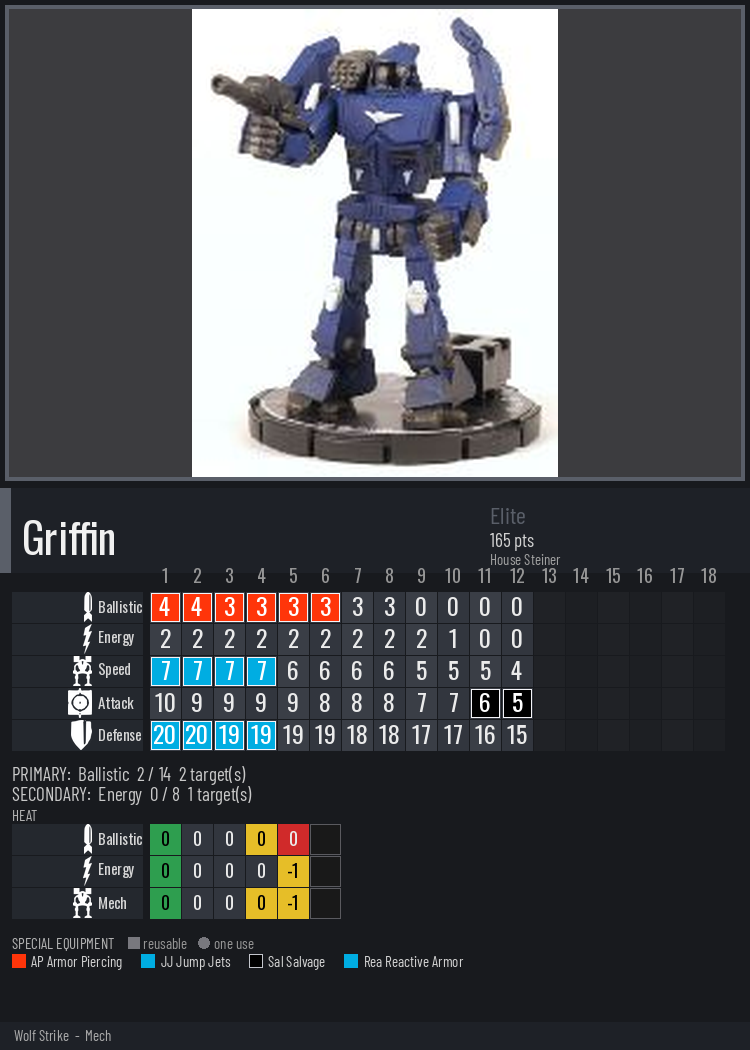 Griffin
Elite
165 pts
House Steiner
1 2 3 4 5 6 7 8 9 10 11 12 13 14 15 16 17 18
Ballistic 4 4 3 3 3 3 3 3 0 0 0 0
Energy 2 2 2 2 2 2 2 2 2 1 0 0
Speed 7 7 7 7 6 6 6 6 5 5 5 4
Attack 10 9 9 9 9 8 8 8 7 7 6 5
Defense 20 20 19 19 19 19 18 18 17 17 16 15
PRIMARY: Ballistic 2 / 14 2 target(s)
SECONDARY: Energy 0 / 8 1 target(s)
HEAT
Ballistic 0 0 0 0 0
Energy 0 0 0 0 -1
Mech 0 0 0 0 -1
SPECIAL EQUIPMENT reusable one use
AP Armor Piercing JJ Jump Jets Sal Salvage Rea Reactive Armor
Wolf Strike - Mech